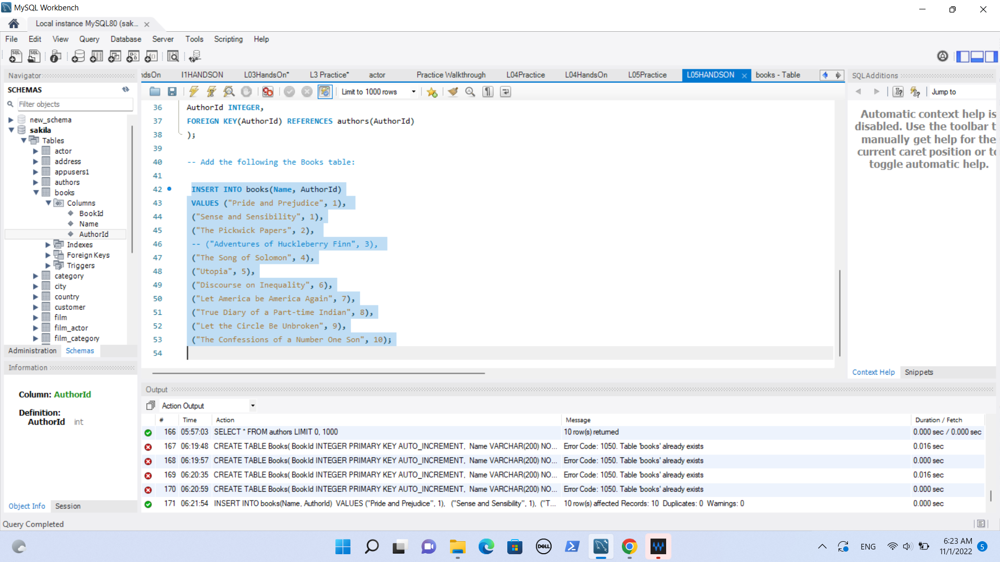 MySQL Workbench
Local instance MySQL80 (sak...
File Edit View Query Database Server Tools Scripting Help
Navigator
SCHEMAS
Filter objects
new_schema
sakila
Tables
actor
address
appusers1
authors
books
Columns
BookId
Name
AuthorId
Indexes
Foreign Keys
Triggers
category
city
country
customer
film
film_actor
film_category
Administration Schemas
Information
Column: AuthorId
Definition:
AuthorId int
Object Info Session
ndsOn I1HANDSON L03HandsOn* L3 Practice* actor Practice Walkthrough L04Practice L04HandsOn L05Practice L05HANDSON books - Table
Limit to 1000 rows
36 AuthorId INTEGER,
37 FOREIGN KEY(AuthorId) REFERENCES authors(AuthorId)
38 );
39
40 -- Add the following the Books table:
41
42 INSERT INTO books(Name, AuthorId)
43 VALUES ("Pride and Prejudice", 1),
44 ("Sense and Sensibility", 1),
45 ("The Pickwick Papers", 2),
46 -- ("Adventures of Huckleberry Finn", 3),
47 ("The Song of Solomon", 4),
48 ("Utopia", 5),
49 ("Discourse on Inequality", 6),
50 ("Let America be America Again", 7),
51 ("True Diary of a Part-time Indian", 8),
52 ("Let the Circle Be Unbroken", 9),
53 ("The Confessions of a Number One Son", 10);
54
SQLAdditions
Jump to
Automatic context help is
disabled. Use the toolbar t
manually get help for the
current caret position or to
toggle automatic help.
Context Help Snippets
Output
Action Output
# Time Action Message Duration / Fetch
166 05:57:03 SELECT * FROM authors LIMIT 0, 1000 10 row(s) returned 0.000 sec / 0.000 sec
167 06:19:48 CREATE TABLE Books( BookId INTEGER PRIMARY KEY AUTO_INCREMENT, Name VARCHAR(200) NO... Error Code: 1050. Table 'books' already exists 0.016 sec
168 06:19:57 CREATE TABLE Books( BookId INTEGER PRIMARY KEY AUTO_INCREMENT, Name VARCHAR(200) NO... Error Code: 1050. Table 'books' already exists 0.000 sec
169 06:20:35 CREATE TABLE Books( BookId INTEGER PRIMARY KEY AUTO_INCREMENT, Name VARCHAR(200) NO... Error Code: 1050. Table 'books' already exists 0.016 sec
170 06:20:59 CREATE TABLE Books( BookId INTEGER PRIMARY KEY AUTO_INCREMENT, Name VARCHAR(200) NO... Error Code: 1050. Table 'books' already exists 0.000 sec
171 06:21:54 INSERT INTO books(Name, AuthorId) VALUES ("Pride and Prejudice", 1), ("Sense and Sensibility", 1), ("T... 10 row(s) affected Records: 10 Duplicates: 0 Warnings: 0 0.000 sec
Query Completed
DELL
ENG
6:23 AM
11/1/2022
5